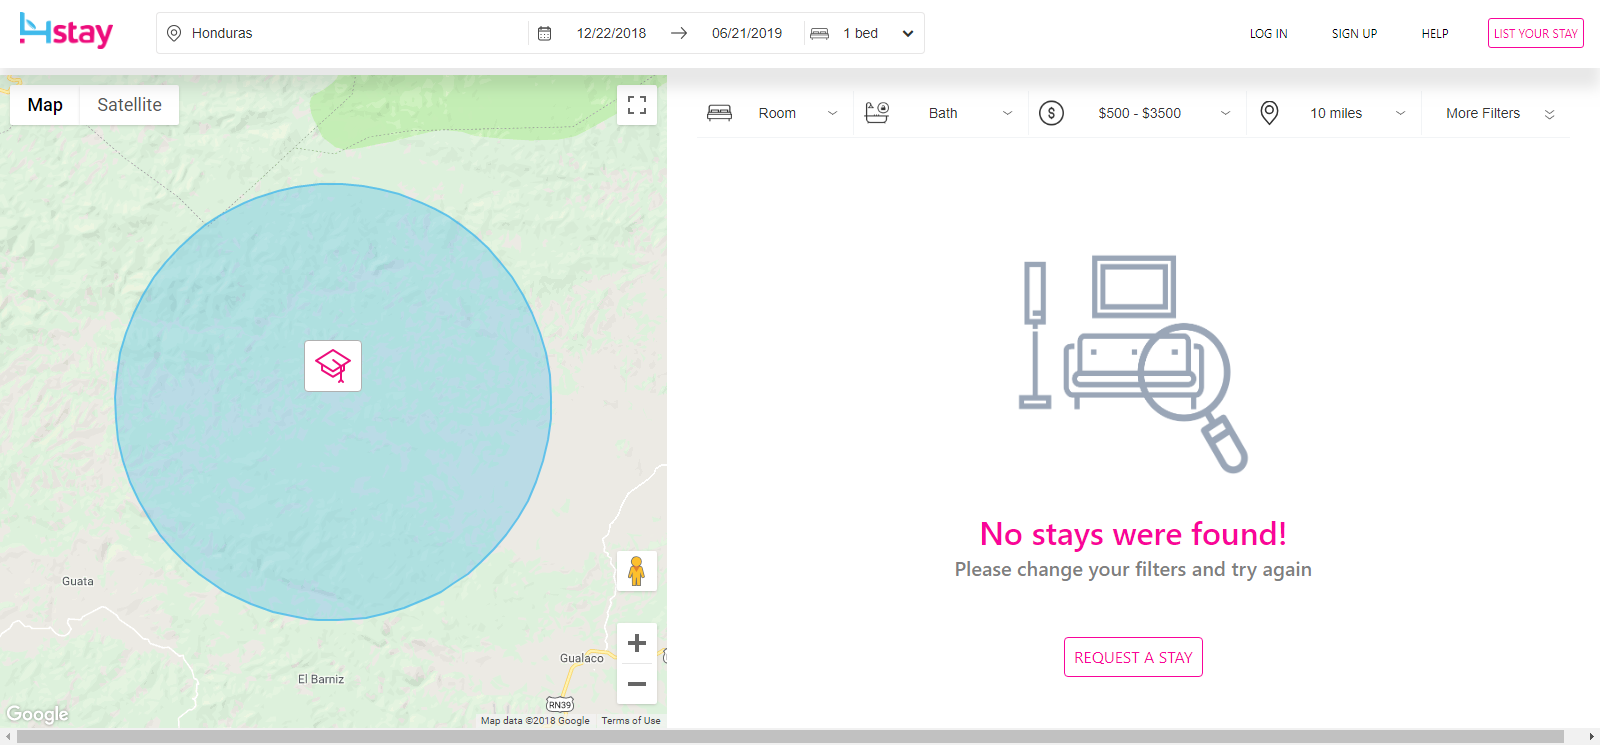 4stay
Honduras
12/22/2018
06/21/2019
1 bed
LOG IN
SIGN UP
HELP
LIST YOUR STAY
Map
Satellite
Room
Bath
$
$500 - $3500
10 miles
More Filters
No stays were found!
Please change your filters and try again
REQUEST A STAY
Guata
Gualaco
El Barniz
RN39
Google
Map data ©2018 Google
Terms of Use